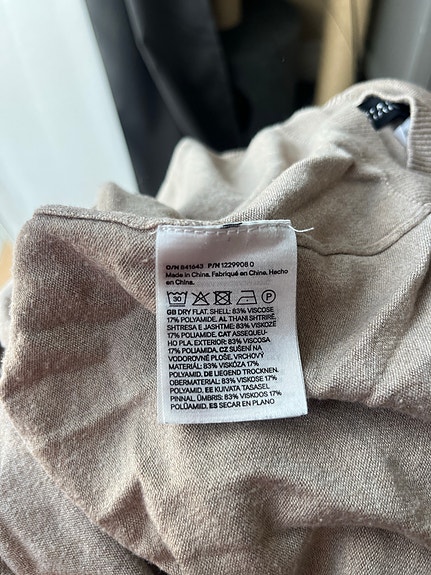 O/N 841643 P/N 1229908 0
Made in China. Fabriqué en Chine. Hecho
en China.
30 P
GB DRY FLAT. SHELL: 83% VISCOSE
17% POLYAMIDE. AL THANI SHTRIRË.
SHTRESA E JASHTME: 83% VISKOZË
17% POLIAMIDE. CAT ASSEQUEU-
HO PLA. EXTERIOR: 83% VISCOSA
17% POLIAMIDA. CZ SUŠENÍ NA
VODOROVNÉ PLOŠE. VRCHOVÝ
MATERIÁL: 83% VISKÓZA 17%
POLYAMID. DE LIEGEND TROCKNEN.
OBERMATERIAL: 83% VISKOSE 17%
POLYAMID. EE KUIVATA TASASEL
PINNAL. ÜMBRIS: 83% VISKOOS 17%
POLÜAMIID. ES SECAR EN PLANO